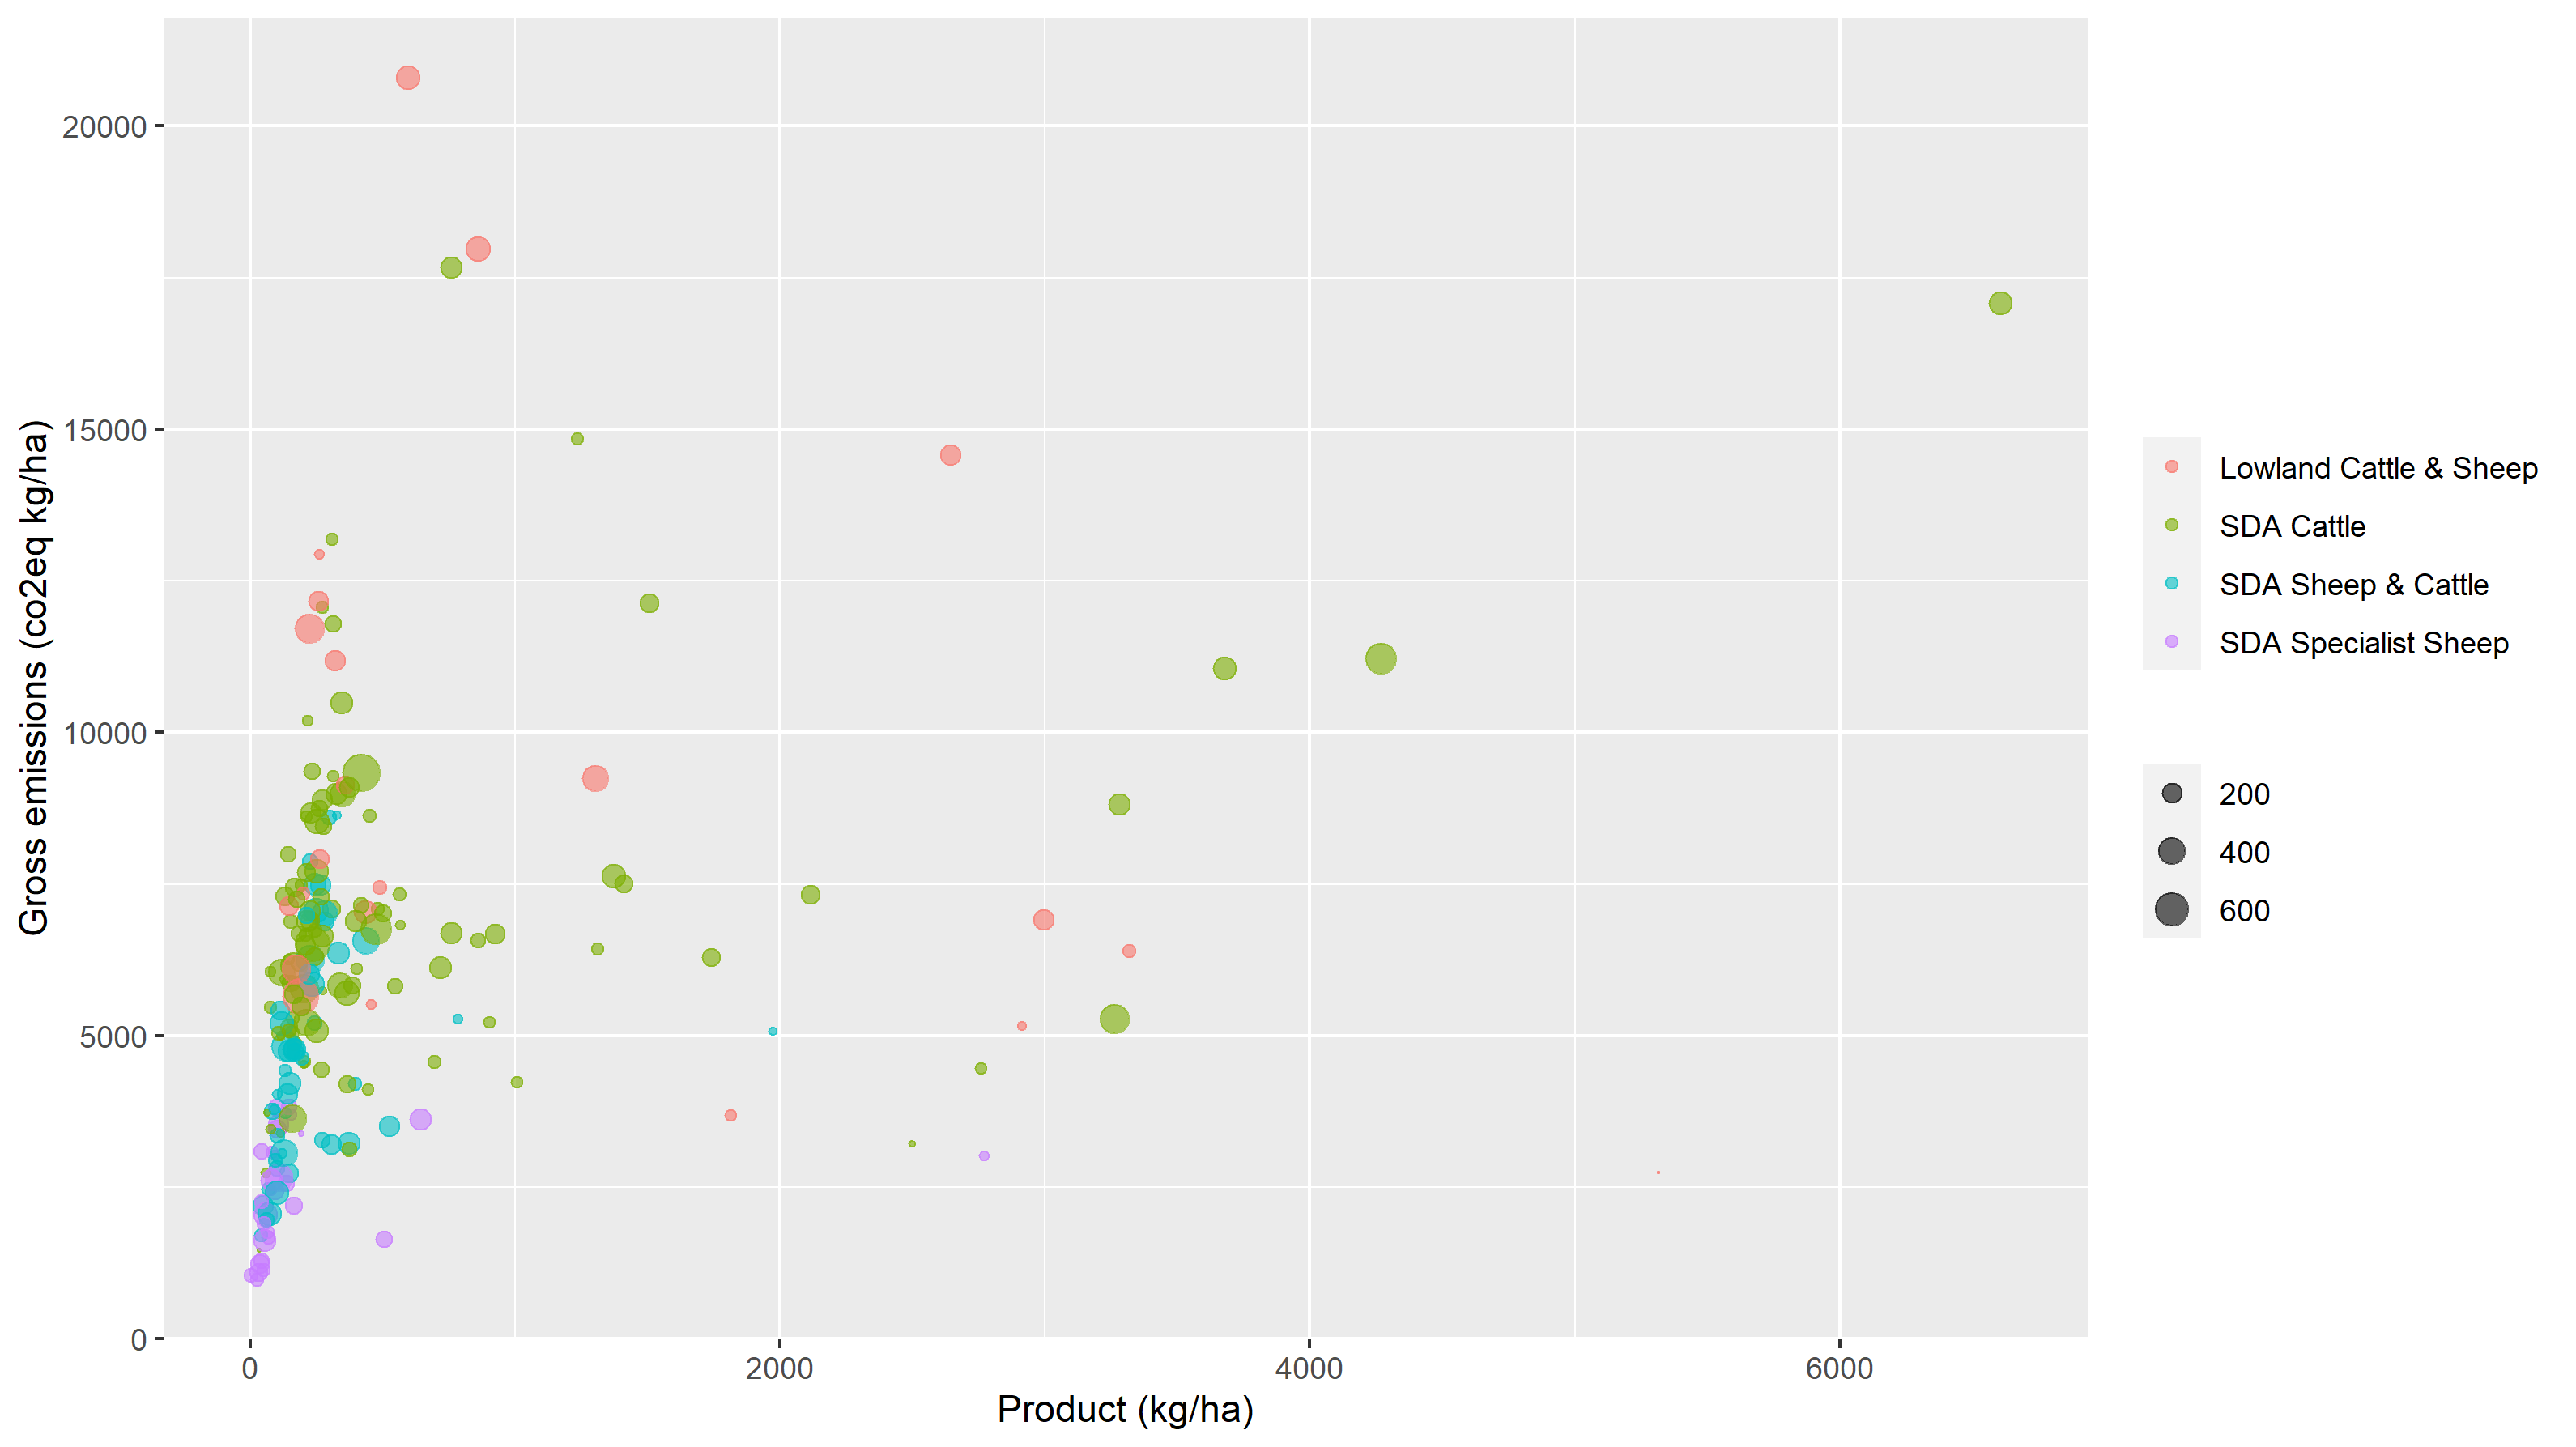 Gross emissions (co2eq kg/ha)
20000
15000
10000
5000
0
0 2000 4000 6000
Product (kg/ha)
Lowland Cattle & Sheep
SDA Cattle
SDA Sheep & Cattle
SDA Specialist Sheep
200
400
600